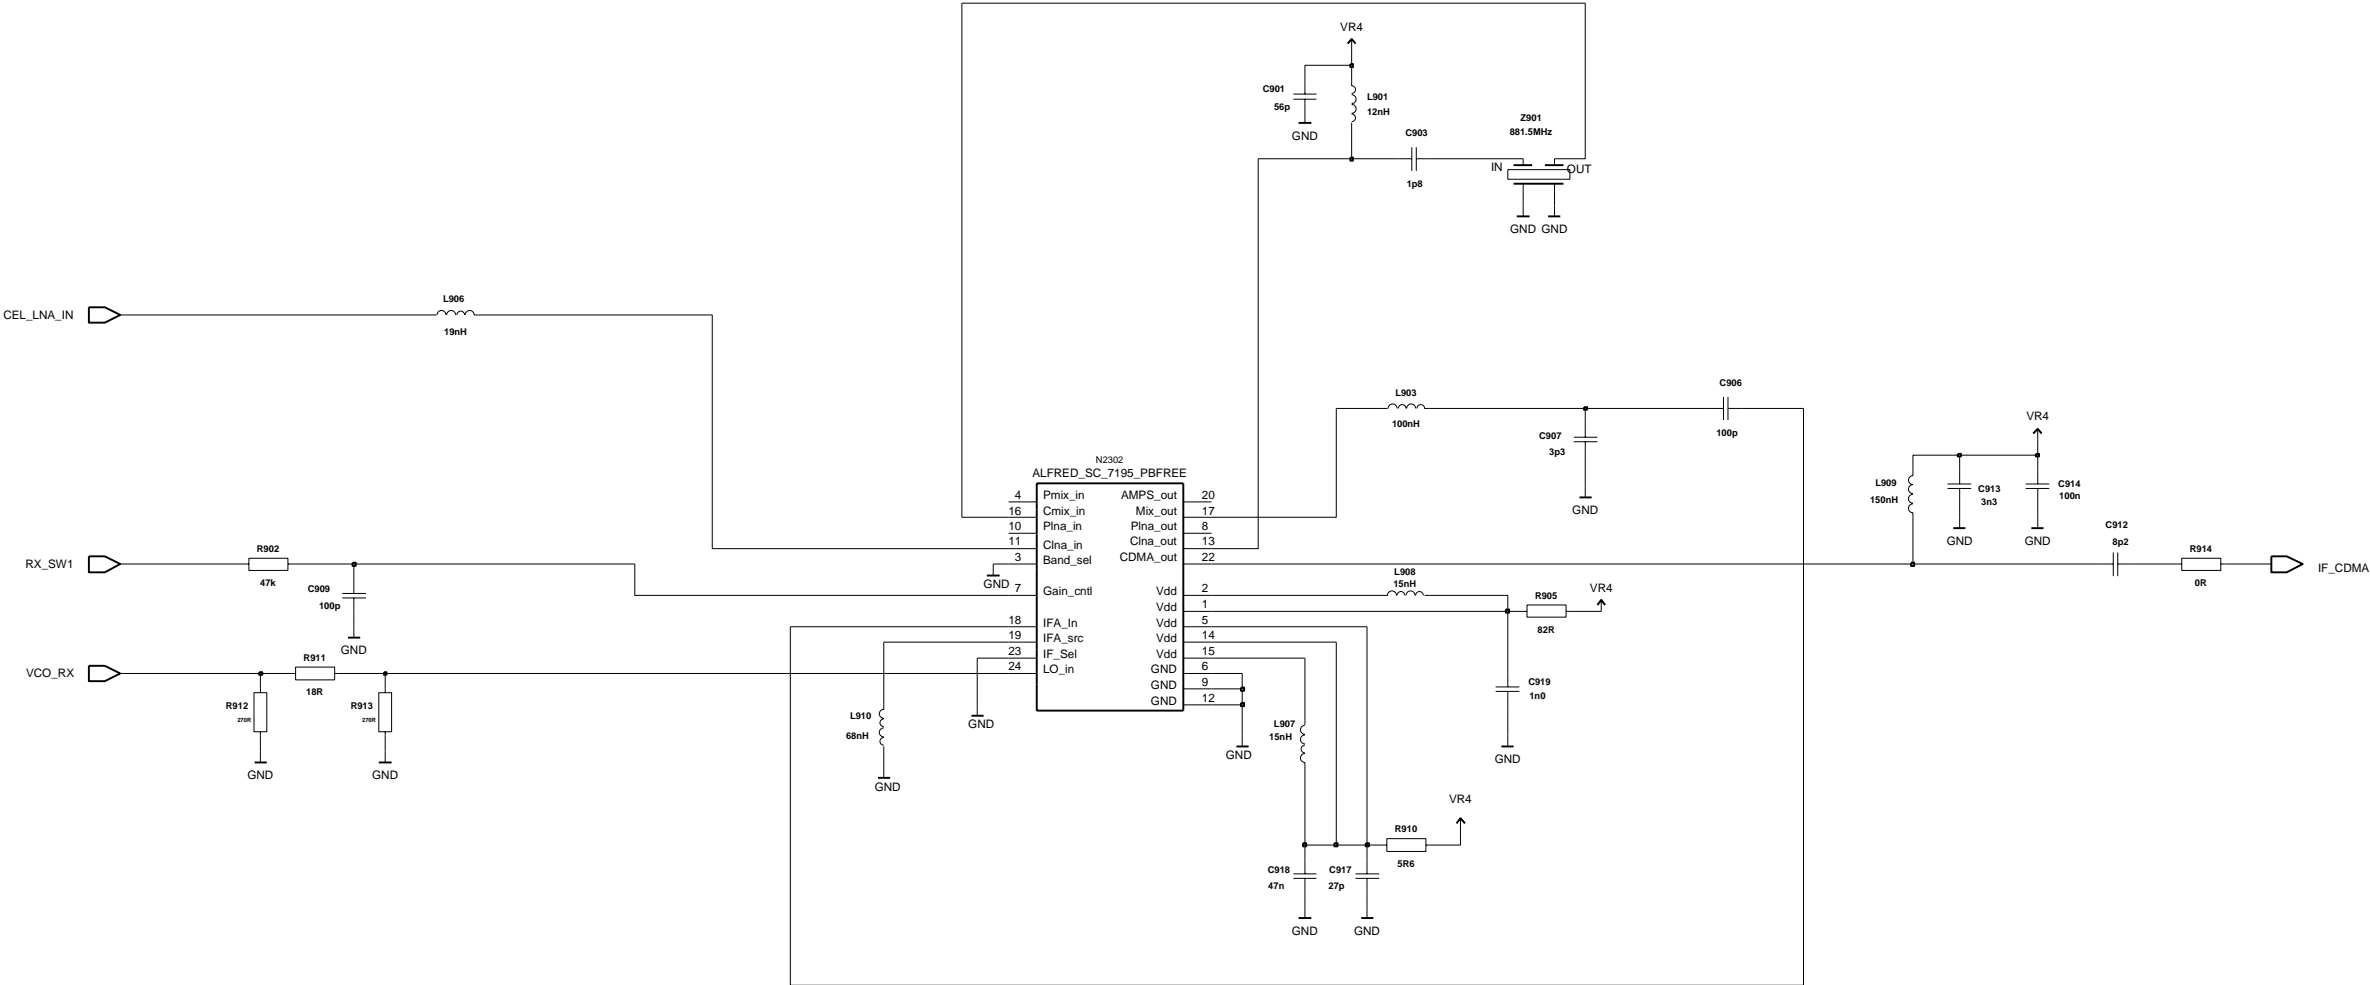 VR4
C901
56p
GND
L901
12nH
C903
1p8
Z901
881.5MHz
IN
OUT
GND GND
CEL_LNA_IN
L906
19nH
L903
100nH
C906
100p
C907
3p3
GND
VR4
L909
150nH
C913
3n3
GND
C914
100n
GND
C912
8p2
R914
0R
IF_CDMA
N2302
ALFRED_SC_7195_PBFREE
4 Pmix_in AMPS_out 20
16 Cmix_in Mix_out 17
10 Plna_in Plna_out 8
11 Clna_in Clna_out 13
3 Band_sel CDMA_out 22
GND
7 Gain_cntl Vdd 2
Vdd 1
18 IFA_In Vdd 5
19 IFA_src Vdd 14
23 IF_Sel Vdd 15
24 LO_in GND 6
GND 9
GND 12
RX_SW1
R902
47k
C909
100p
GND
VCO_RX
R911
18R
R912
270R
GND
R913
270R
GND
L910
68nH
GND
GND
GND
L908
15nH
R905
82R
VR4
C919
1n0
GND
L907
15nH
VR4
R910
5R6
C918
47n
GND
C917
27p
GND